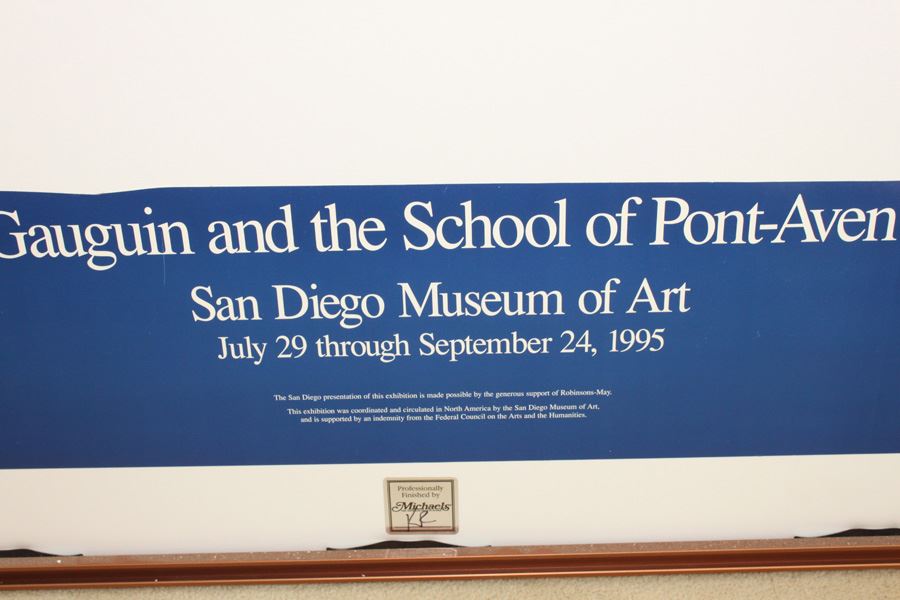 Gauguin and the School of Pont-Aven
San Diego Museum of Art
July 29 through September 24, 1995
The San Diego presentation of this exhibition is made possible by the generous support of Robinsons-May.
This exhibition was coordinated and circulated in North America by the San Diego Museum of Art,
and is supported by an indemnity from the Federal Council on the Arts and the Humanities.
Professionally
Finished by
Michaels
KR